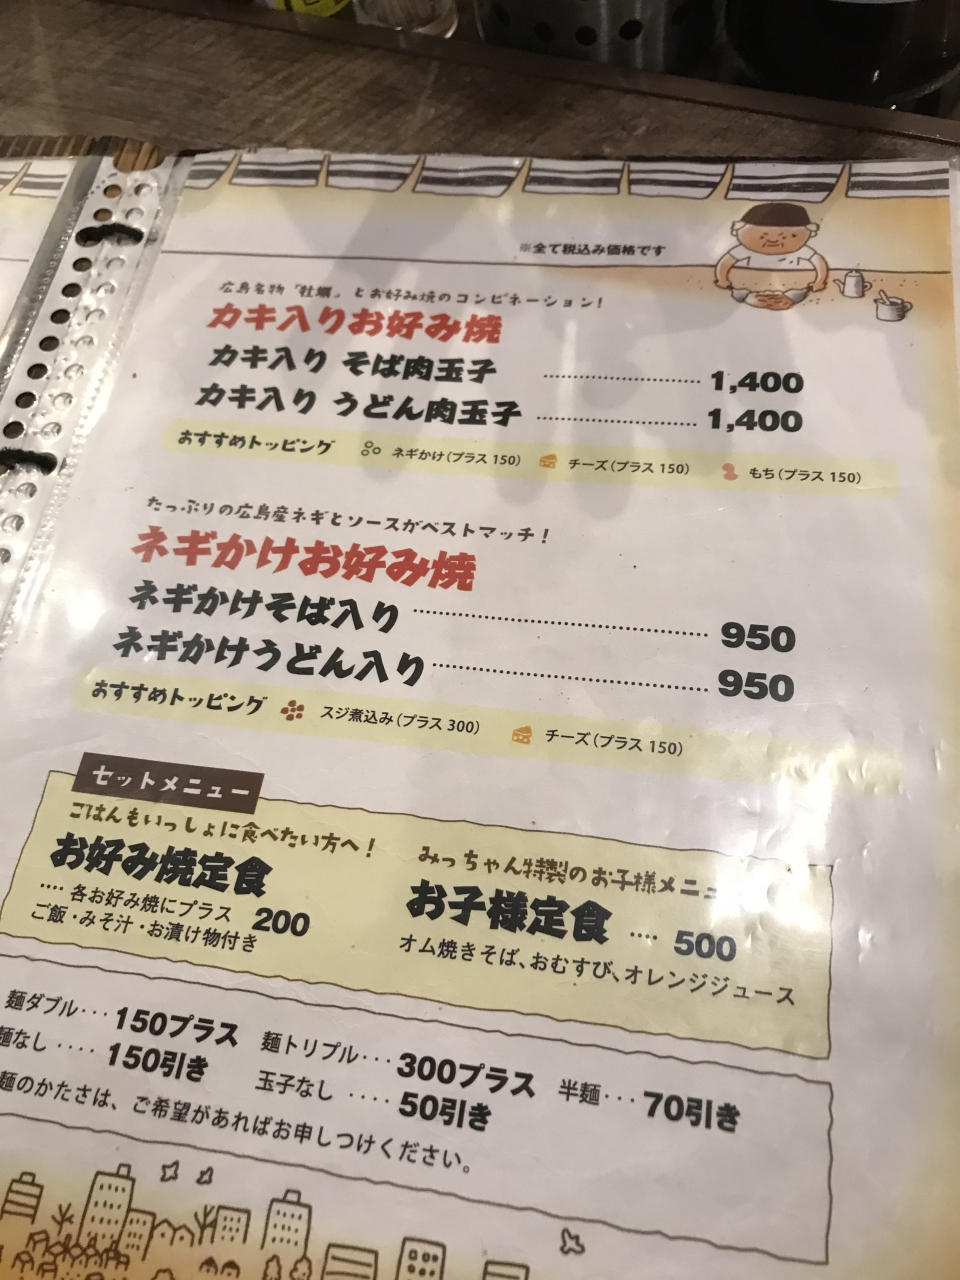 ※全て税込み価格です
広島名物「牡蠣」とお好み焼のコンビネーション!
カキ入りお好み焼
カキ入り そば肉玉子 ………… 1,400
カキ入り うどん肉玉子 ………… 1,400
おすすめトッピング ネギかけ(プラス150) チーズ(プラス150) もち(プラス150)
たっぷりの広島産ネギとソースがベストマッチ!
ネギかけお好み焼
ネギかけそば入り ………… 950
ネギかけうどん入り ………… 950
おすすめトッピング スジ煮込み(プラス300) チーズ(プラス150)
セットメニュー
ごはんもいっしょに食べたい方へ!
お好み焼定食
‥‥ 各お好み焼にプラス 200
ご飯・みそ汁・お漬け物付き
みっちゃん特製のお子様メニュ
お子様定食 ‥‥ 500
オム焼きそば、おむすび、オレンジジュース
麺ダブル‥‥150プラス 麺トリプル‥‥300プラス 半麺‥‥70引き
麺なし‥‥150引き 玉子なし‥‥50引き
麺のかたさは、ご希望があればお申しつけください。